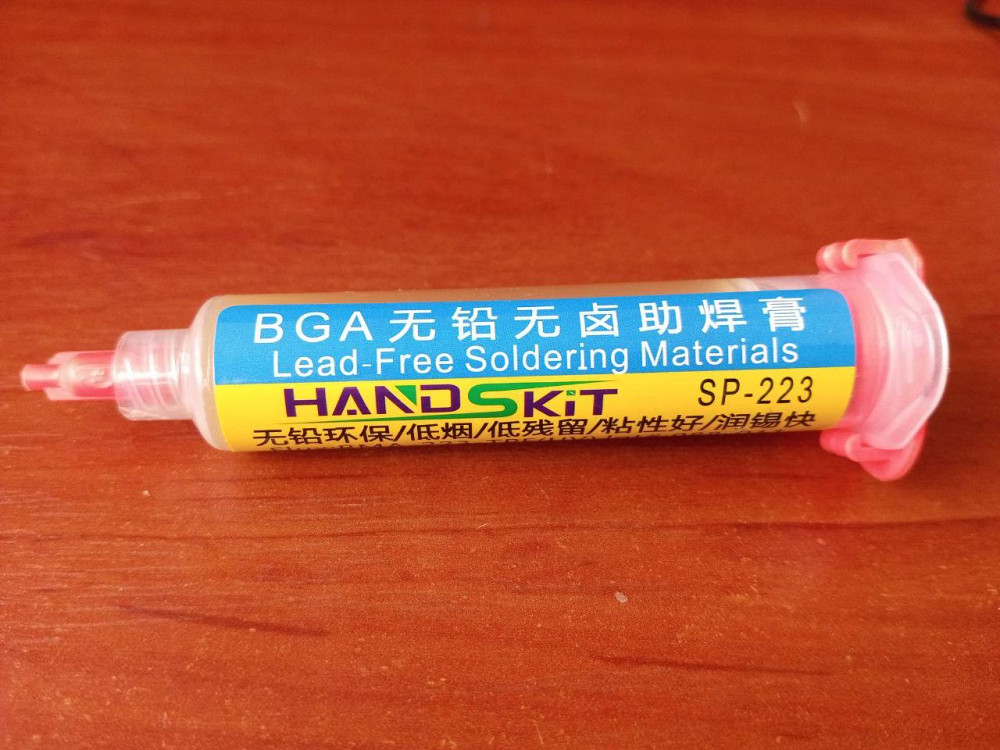 BGA无铅无卤助焊膏
Lead-Free Soldering Materials
HANDSKIT
SP-223
无铅环保/低烟/低残留/粘性好/润锡快